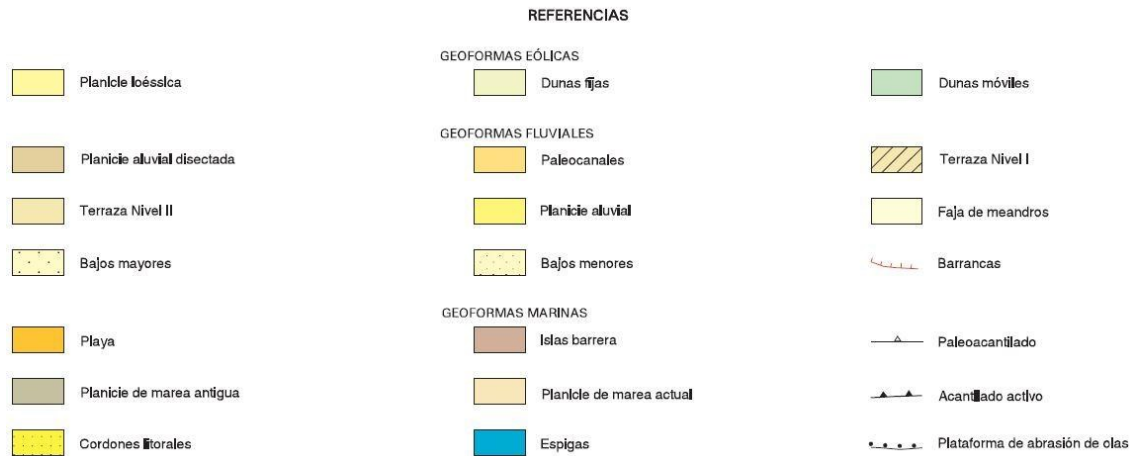 REFERENCIAS
GEOFORMAS EÓLICAS
Planicie loéssica
Dunas fijas
Dunas móviles
GEOFORMAS FLUVIALES
Planicie aluvial disectada
Paleocanales
Terraza Nivel I
Terraza Nivel II
Planicie aluvial
Faja de meandros
Bajos mayores
Bajos menores
Barrancas
GEOFORMAS MARINAS
Playa
Islas barrera
Paleoacantilado
Planicie de marea antigua
Planicie de marea actual
Acantilado activo
Cordones litorales
Espigas
Plataforma de abrasión de olas